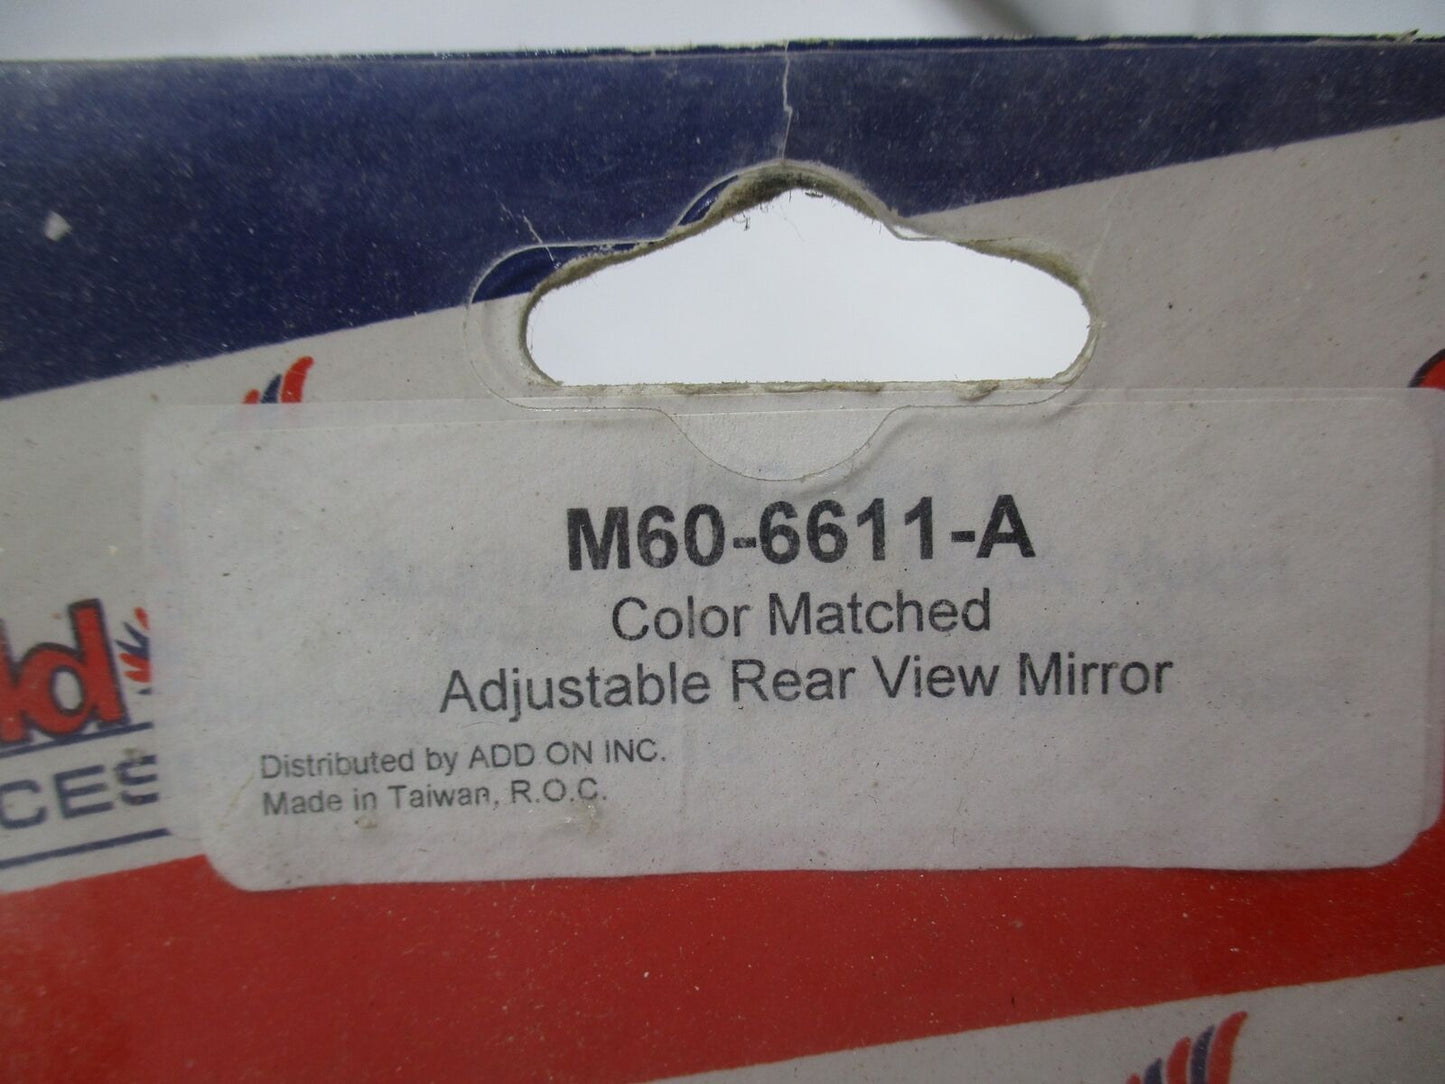 M60-6611-A
Color Matched
Adjustable Rear View Mirror
Distributed by ADD ON INC.
Made in Taiwan, R.O.C.